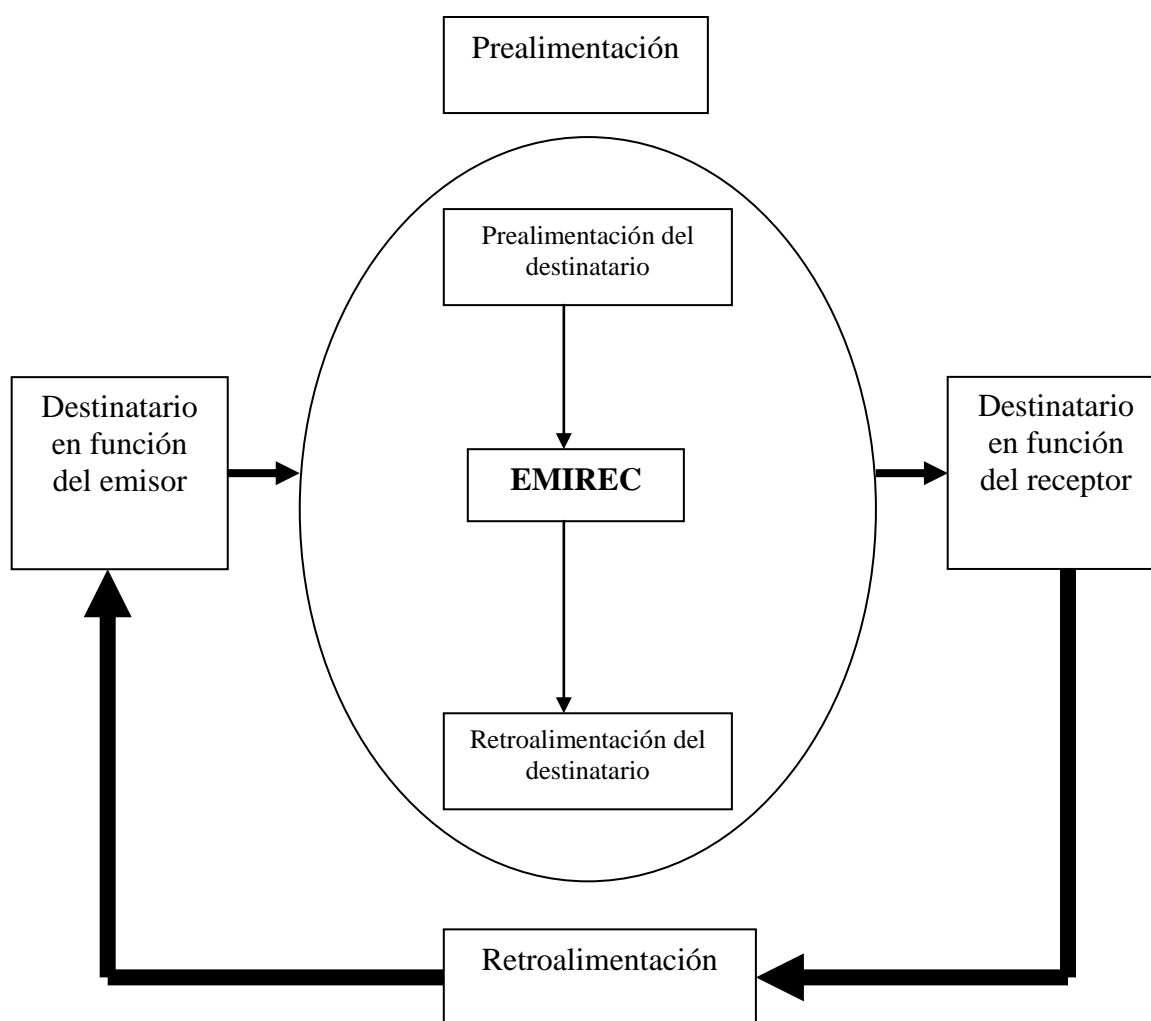 Prealimentación
Prealimentación del
destinatario
Destinatario
en función
del emisor
EMIREC
Destinatario
en función
del receptor
Retroalimentación del
destinatario
Retroalimentación